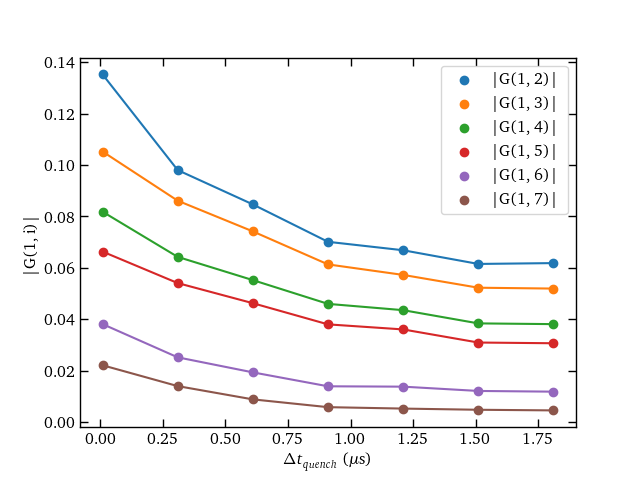 0.14
0.12
0.10
0.08
0.06
0.04
0.02
0.00
|G(1, i)|
|G(1, 2)|
|G(1, 3)|
|G(1, 4)|
|G(1, 5)|
|G(1, 6)|
|G(1, 7)|
0.00 0.25 0.50 0.75 1.00 1.25 1.50 1.75
Δt_quench (μs)